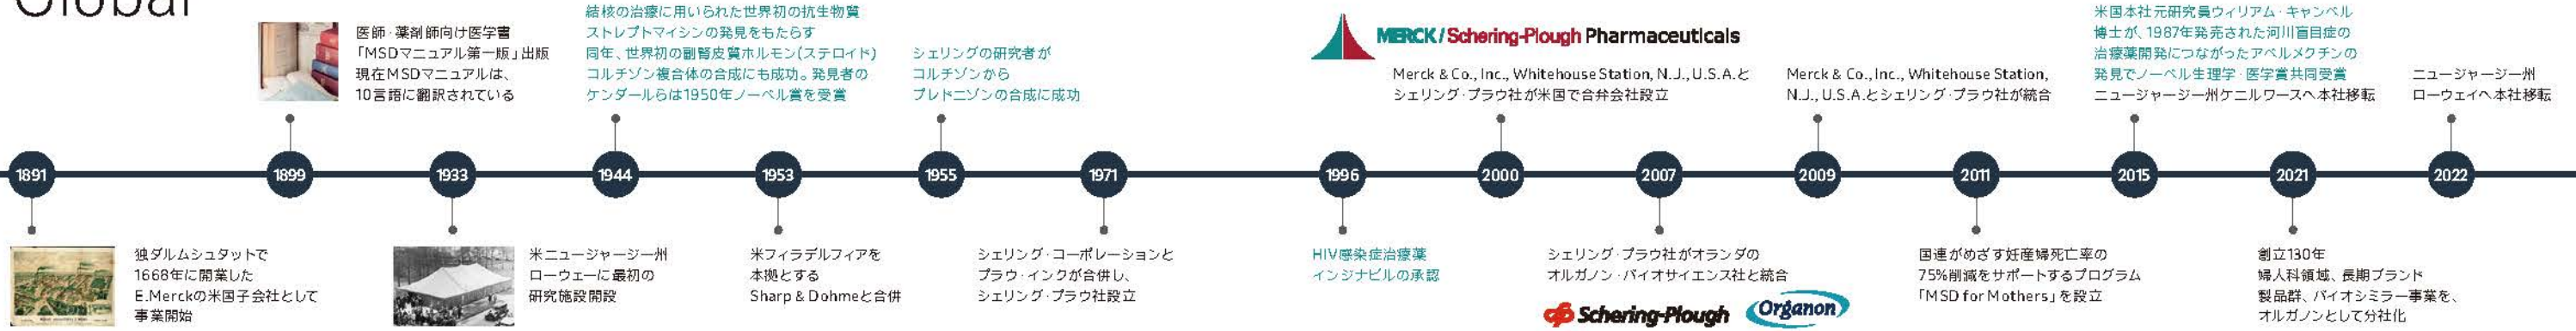 Global
1891
独ダルムシュタットで
1668年に開業した
E.Merckの米国子会社として
事業開始
1899
医師・薬剤師向け医学書
「MSDマニュアル第一版」出版
現在MSDマニュアルは、
10言語に翻訳されている
1933
米ニュージャージー州
ローウェーに最初の
研究施設開設
1944
結核の治療に用いられた世界初の抗生物質
ストレプトマイシンの発見をもたらす
同年、世界初の副腎皮質ホルモン(ステロイド)
コルチゾン複合体の合成にも成功。発見者の
ケンダールらは1950年ノーベル賞を受賞
1953
米フィラデルフィアを
本拠とする
Sharp & Dohmeと合併
1955
シェリングの研究者が
コルチゾンから
プレドニゾンの合成に成功
1971
シェリング・コーポレーションと
プラウ・インクが合併し、
シェリング・プラウ社設立
1996
HIV感染症治療薬
インジナビルの承認
2000
MERCK / Schering-Plough Pharmaceuticals
Merck & Co., Inc., Whitehouse Station, N.J., U.S.A.と
シェリング・プラウ社が米国で合弁会社設立
2007
シェリング・プラウ社がオランダの
オルガノン・バイオサイエンス社と統合
Schering-Plough
Organon
2009
Merck & Co., Inc., Whitehouse Station,
N.J., U.S.A.とシェリング・プラウ社が統合
2011
国連がめざす妊産婦死亡率の
75%削減をサポートするプログラム
「MSD for Mothers」を設立
2015
米国本社元研究員ウィリアム・キャンベル
博士が、1987年発売された河川盲目症の
治療薬開発につながったアベルメクチンの
発見でノーベル生理学・医学賞共同受賞
ニュージャージー州ケニルワースへ本社移転
2021
創立130年
婦人科領域、長期ブランド
製品群、バイオシミラー事業を、
オルガノンとして分社化
2022
ニュージャージー州
ローウェイへ本社移転